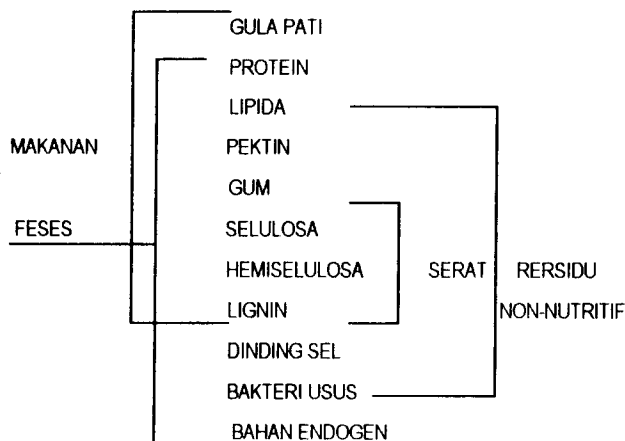 GULA PATI
PROTEIN
LIPIDA
MAKANAN
PEKTIN
GUM
FESES
SELULOSA
HEMISELULOSA
SERAT
RERSIDU
LIGNIN
NON-NUTRITIF
DINDING SEL
BAKTERI USUS
BAHAN ENDOGEN